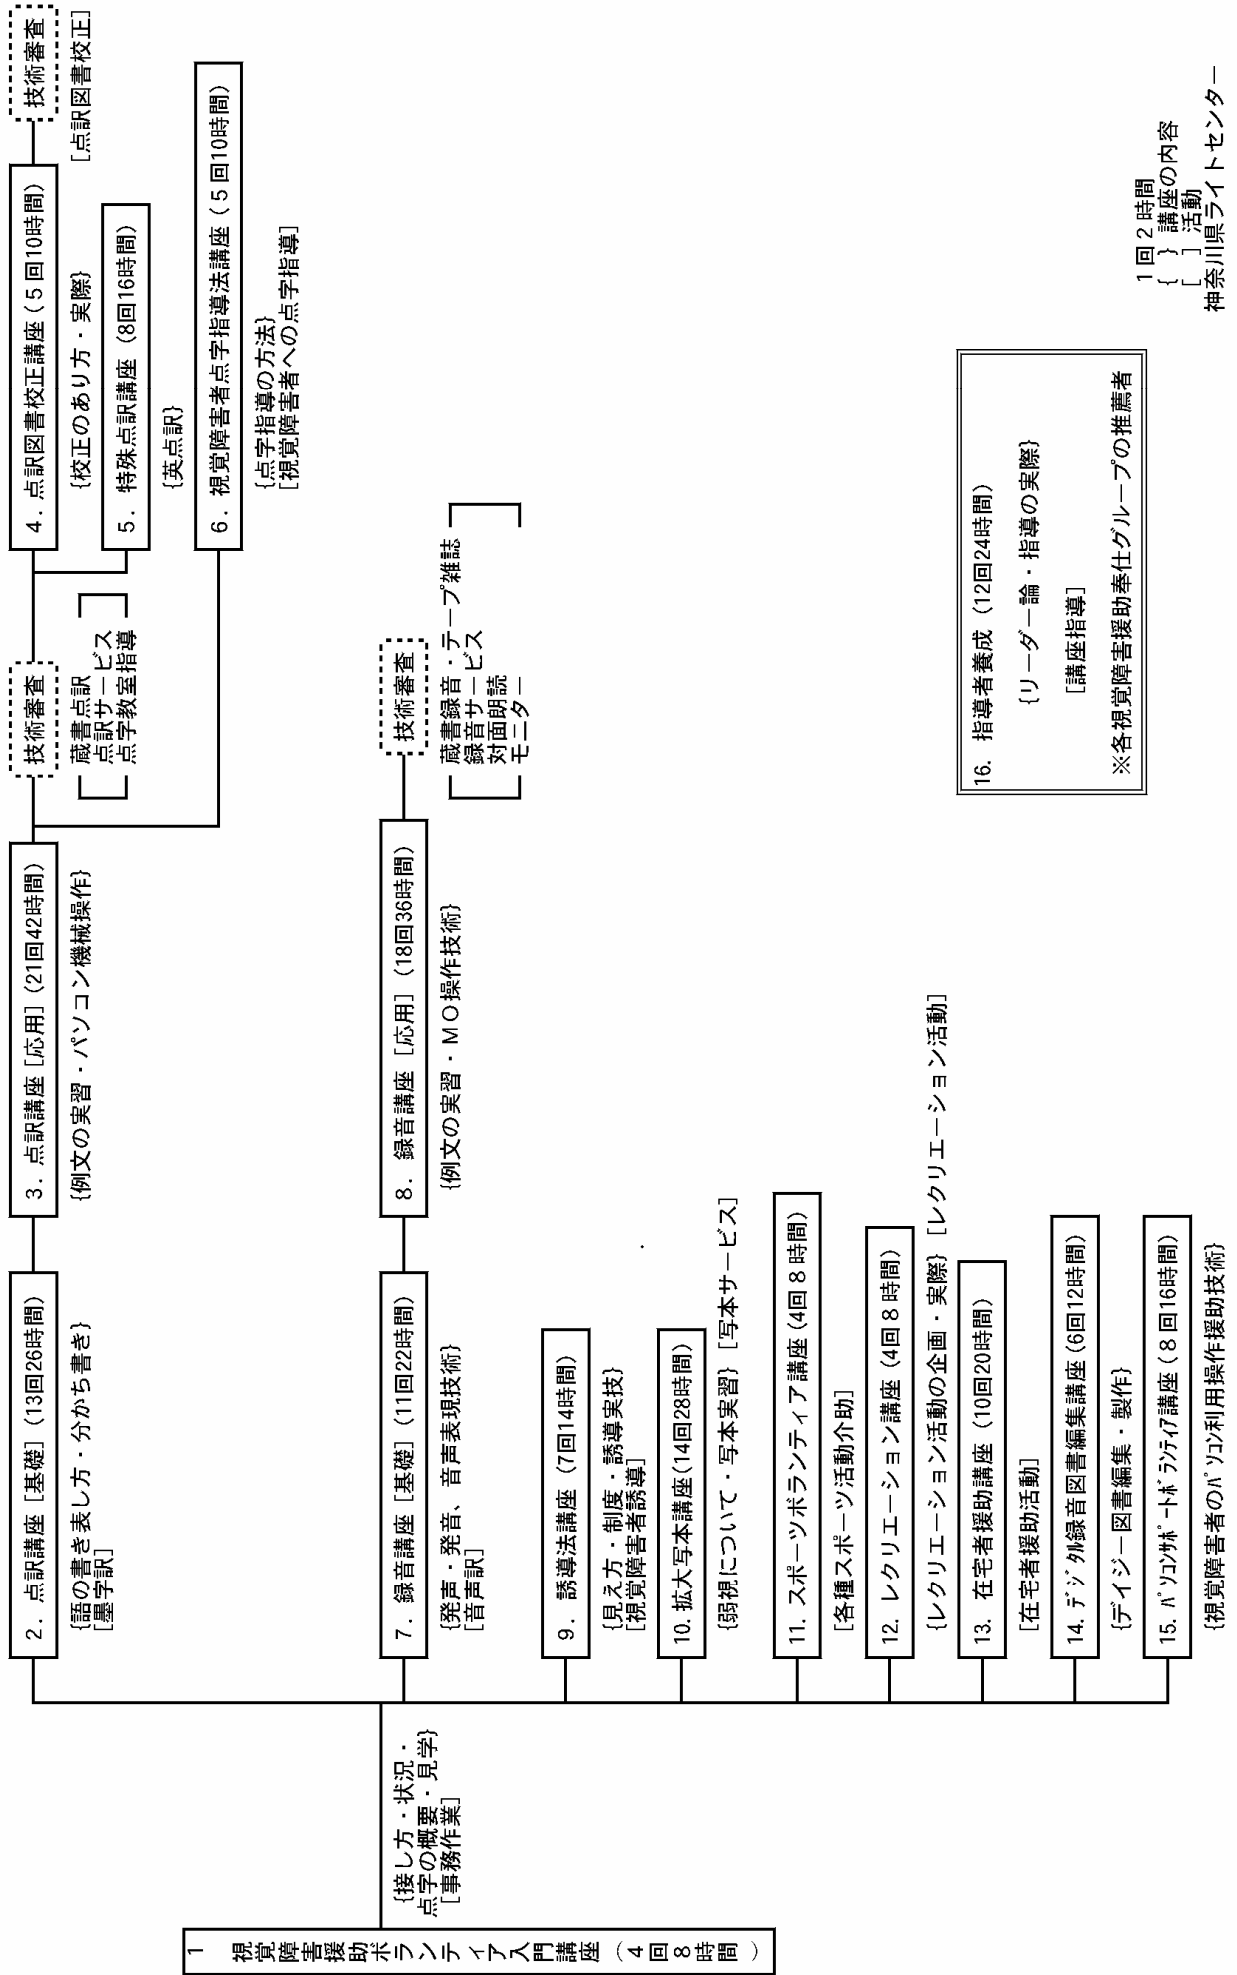 1 視覚障害援助ボランティア入門講座（4回8時間）
{接し方・状況・
点字の概要・見学}
[事務作業]
2．点訳講座［基礎］(13回26時間)
{語の書き表し方・分かち書き}
[墨字訳]
3．点訳講座［応用］(21回42時間)
{例文の実習・パソコン機械操作}
技術審査
蔵書点訳
点訳サービス
点字教室指導
4．点訳図書校正講座（5回10時間）
{校正のあり方・実際}
技術審査
[点訳図書校正]
5．特殊点訳講座（8回16時間）
{英点訳}
6．視覚障害者点字指導法講座（5回10時間）
{点字指導の方法}
[視覚障害者への点字指導]
7．録音講座［基礎］(11回22時間)
{発声・発音、音声表現技術}
[音声訳]
8．録音講座［応用］(18回36時間)
{例文の実習・ＭＯ操作技術}
技術審査
蔵書録音・テープ雑誌
録音サービス
対面朗読
モニター
9．誘導法講座（7回14時間）
{見え方・制度・誘導実技}
[視覚障害者誘導]
10．拡大写本講座(14回28時間)
{弱視について・写本実習}［写本サービス］
11．スポーツボランティア講座(4回8時間)
[各種スポーツ活動介助]
12．レクリエーション講座(4回8時間)
{レクリエーション活動の企画・実際}［レクリエーション活動］
13．在宅者援助講座（10回20時間）
[在宅者援助活動]
14．ﾃﾞｼﾞﾀﾙ録音図書編集講座(6回12時間)
{デイジー図書編集・製作}
15．ﾊﾟｿｺﾝｻﾎﾟｰﾄﾎﾞﾗﾝﾃｨｱ講座(8回16時間)
{視覚障害者のﾊﾟｿｺﾝ利用操作援助技術}
16．指導者養成（12回24時間）
{リーダー論・指導の実際}
[講座指導]
※各視覚障害援助奉仕グループの推薦者
1回2時間
{ } 講座の内容
[ ] 活動
神奈川県ライトセンター